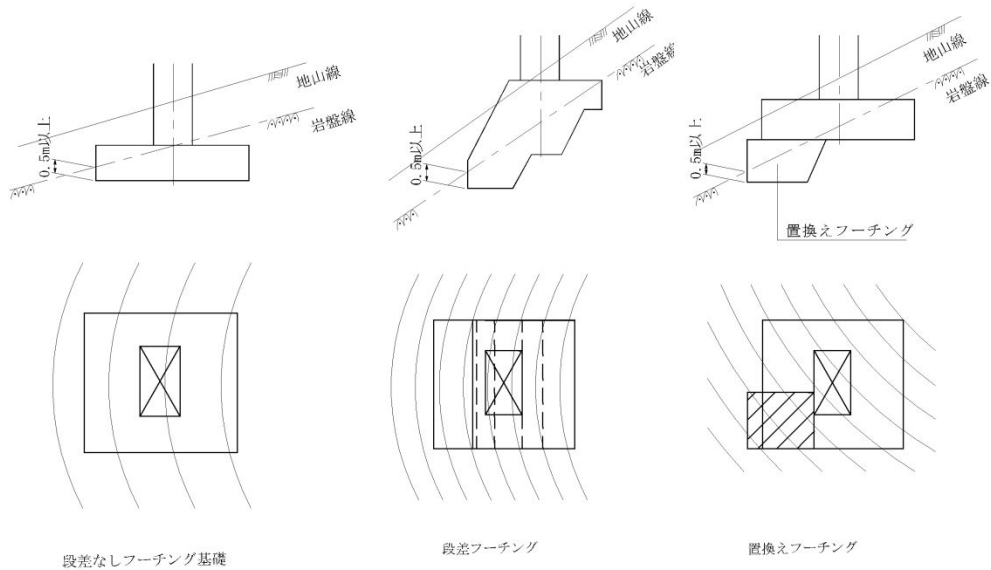 地山線
岩盤線
0.5m以上
地山線
岩盤線
0.5m以上
地山線
岩盤線
0.5m以上
置換えフーチング
段差なしフーチング基礎
段差フーチング
置換えフーチング